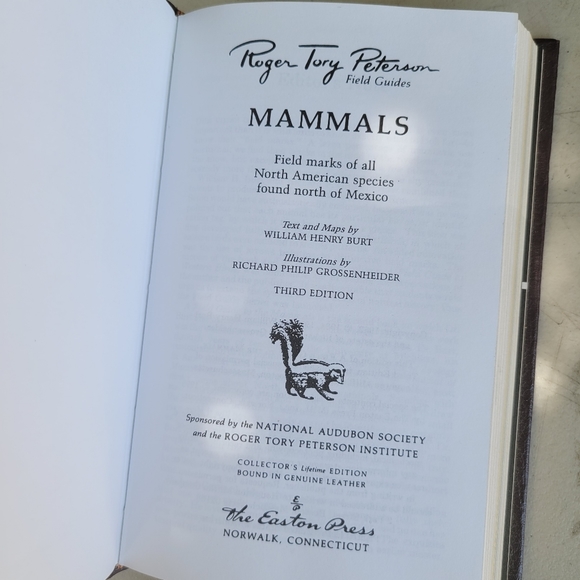 Roger Tory Peterson
Field Guides
MAMMALS
Field marks of all
North American species
found north of Mexico
Text and Maps by
WILLIAM HENRY BURT
Illustrations by
RICHARD PHILIP GROSSENHEIDER
THIRD EDITION
Sponsored by the NATIONAL AUDUBON SOCIETY
and the ROGER TORY PETERSON INSTITUTE
COLLECTOR'S Lifetime EDITION
BOUND IN GENUINE LEATHER
E/P
The Easton Press
NORWALK, CONNECTICUT